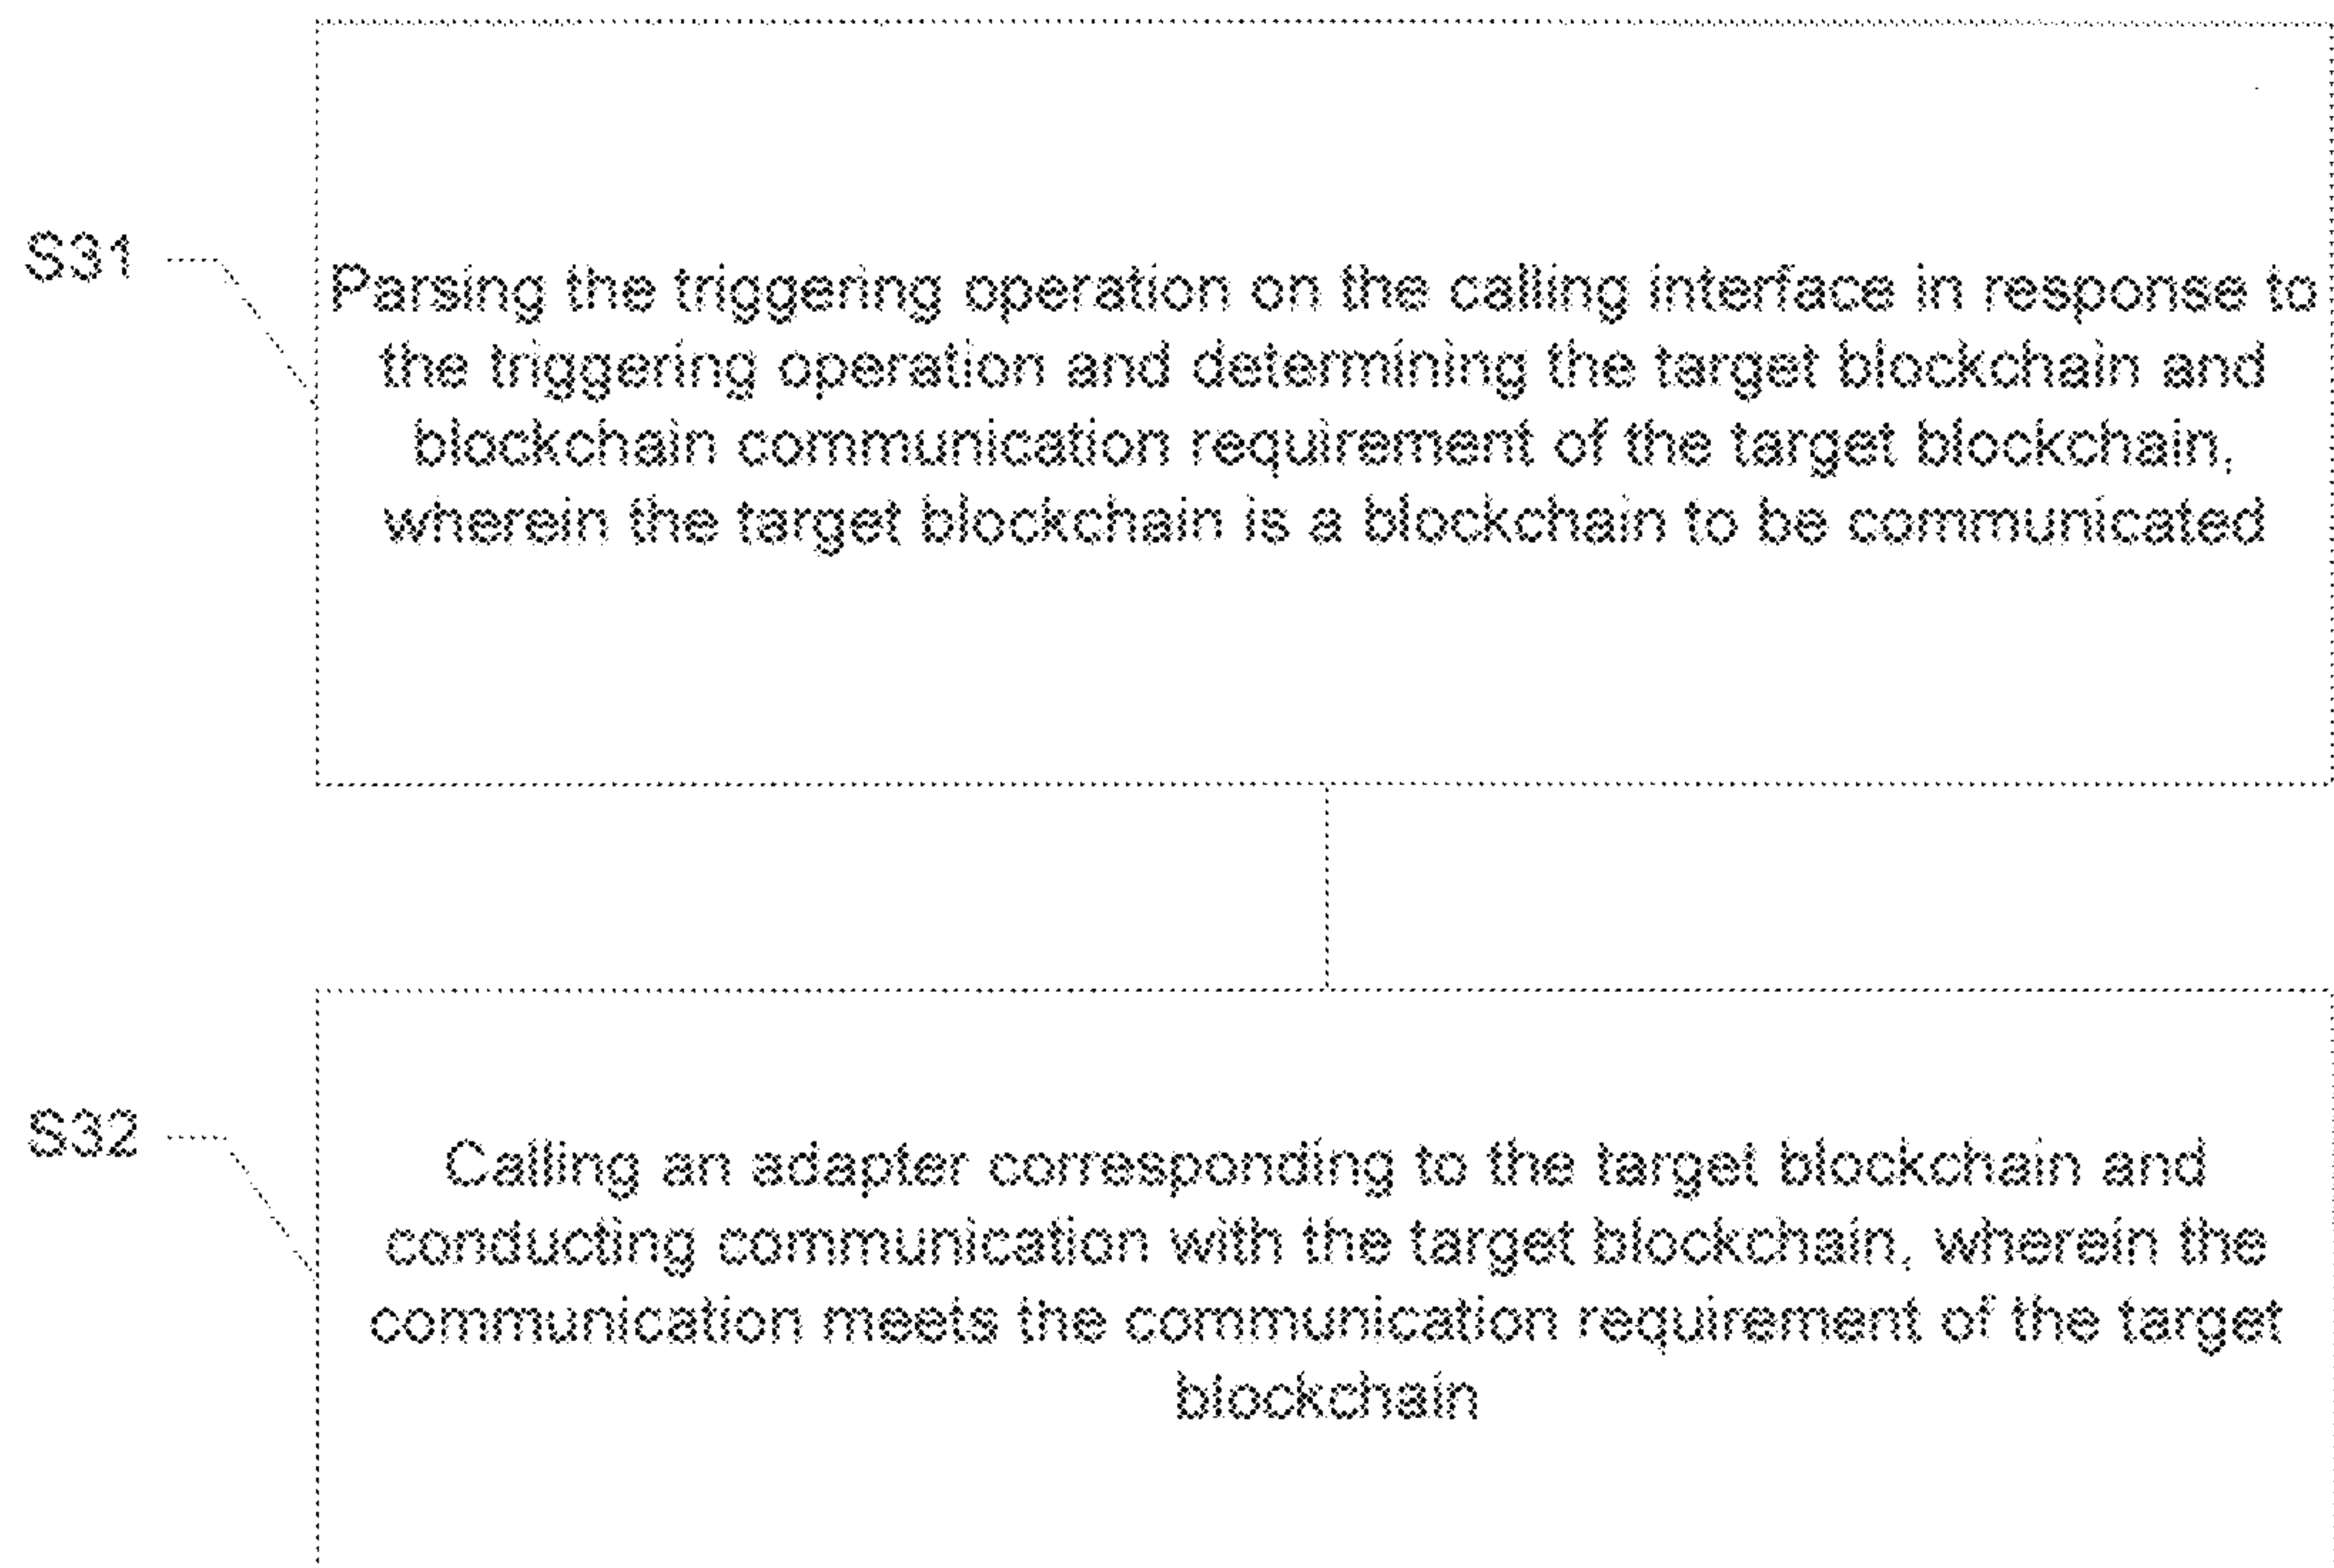 S31
Parsing the triggering operation on the calling interface in response to
the triggering operation and determining the target blockchain and
blockchain communication requirement of the target blockchain,
wherein the target blockchain is a blockchain to be communicated
S32
Calling an adapter corresponding to the target blockchain and
conducting communication with the target blockchain, wherein the
communication meets the communication requirement of the target
blockchain